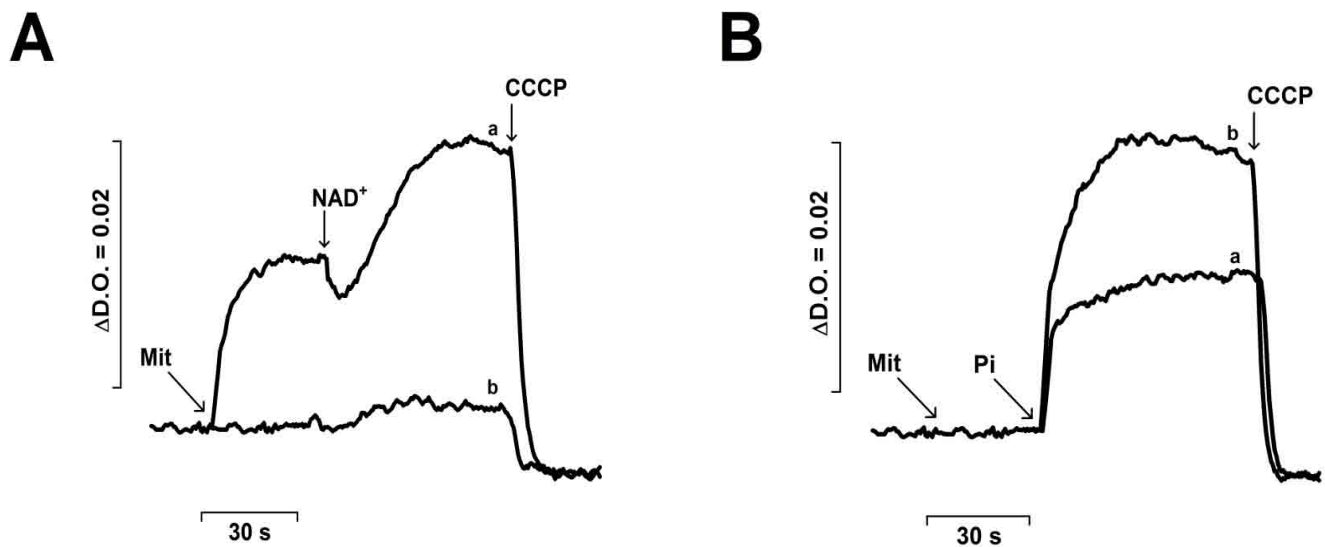 A
CCCP
a
NAD⁺
ΔD.O. = 0.02
Mit
b
30 s
B
CCCP
b
a
ΔD.O. = 0.02
Mit
Pi
30 s